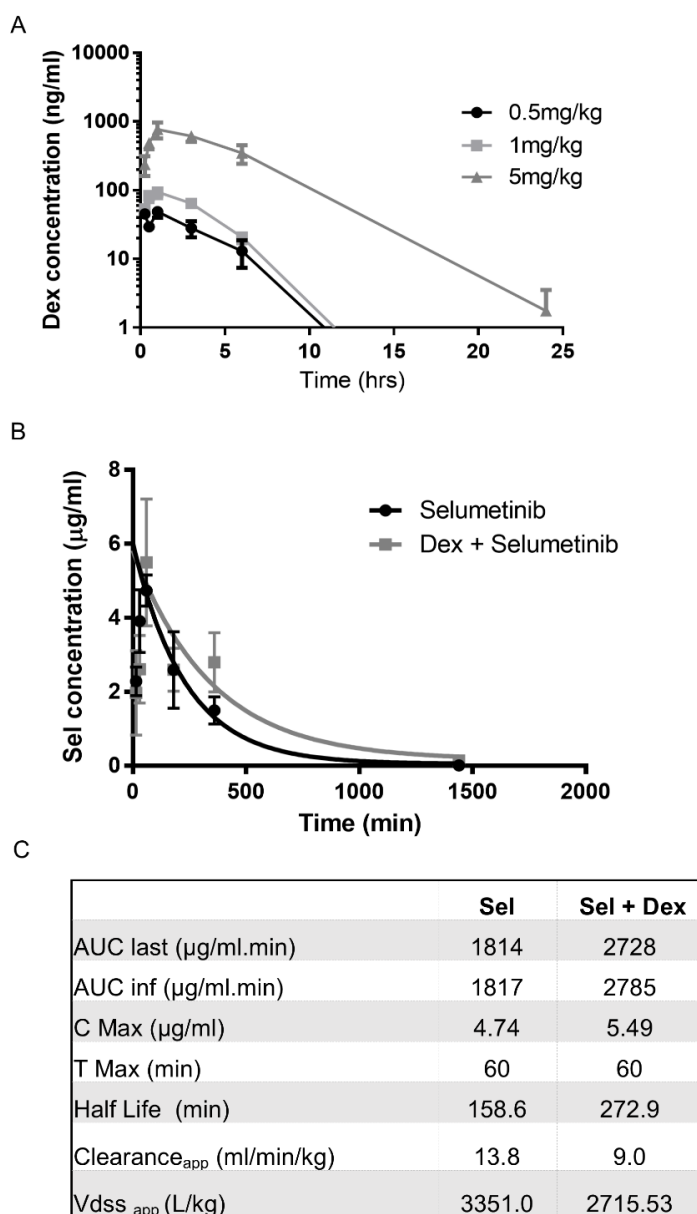 A
Dex concentration (ng/ml)
10000
1000
100
10
1
0 5 10 15 20 25
Time (hrs)
0.5mg/kg
1mg/kg
5mg/kg
B
Sel concentration (μg/ml)
8
6
4
2
0
0 500 1000 1500 2000
Time (min)
Selumetinib
Dex + Selumetinib
C
Sel Sel + Dex
AUC last (μg/ml.min) 1814 2728
AUC inf (μg/ml.min) 1817 2785
C Max (μg/ml) 4.74 5.49
T Max (min) 60 60
Half Life (min) 158.6 272.9
Clearance app (ml/min/kg) 13.8 9.0
Vdss app (L/kg) 3351.0 2715.53